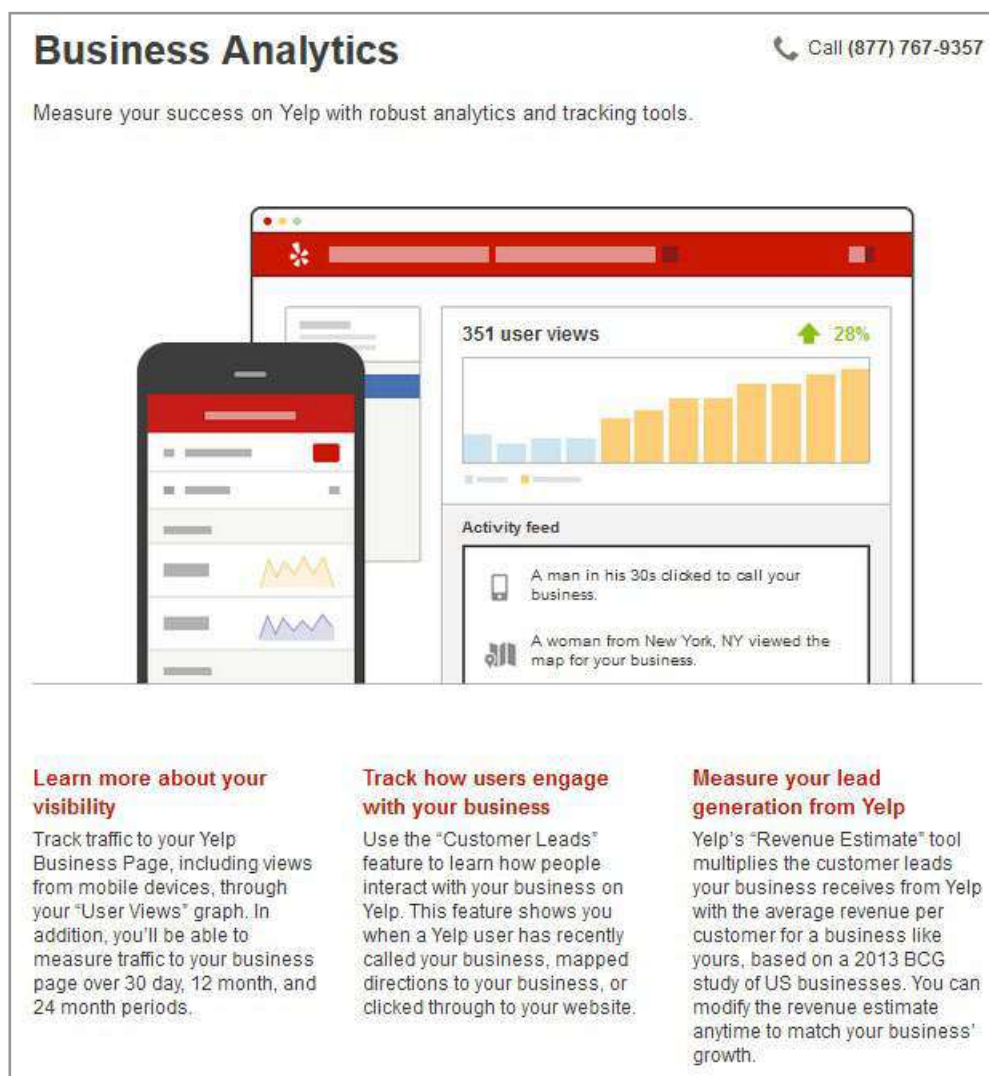 Business Analytics
Call (877) 767-9357
Measure your success on Yelp with robust analytics and tracking tools.
351 user views
28%
Activity feed
A man in his 30s clicked to call your
business.
A woman from New York, NY viewed the
map for your business.
Learn more about your
visibility
Track traffic to your Yelp
Business Page, including views
from mobile devices, through
your “User Views” graph. In
addition, you’ll be able to
measure traffic to your business
page over 30 day, 12 month, and
24 month periods.
Track how users engage
with your business
Use the “Customer Leads”
feature to learn how people
interact with your business on
Yelp. This feature shows you
when a Yelp user has recently
called your business, mapped
directions to your business, or
clicked through to your website.
Measure your lead
generation from Yelp
Yelp’s “Revenue Estimate” tool
multiplies the customer leads
your business receives from Yelp
with the average revenue per
customer for a business like
yours, based on a 2013 BCG
study of US businesses. You can
modify the revenue estimate
anytime to match your business’
growth.